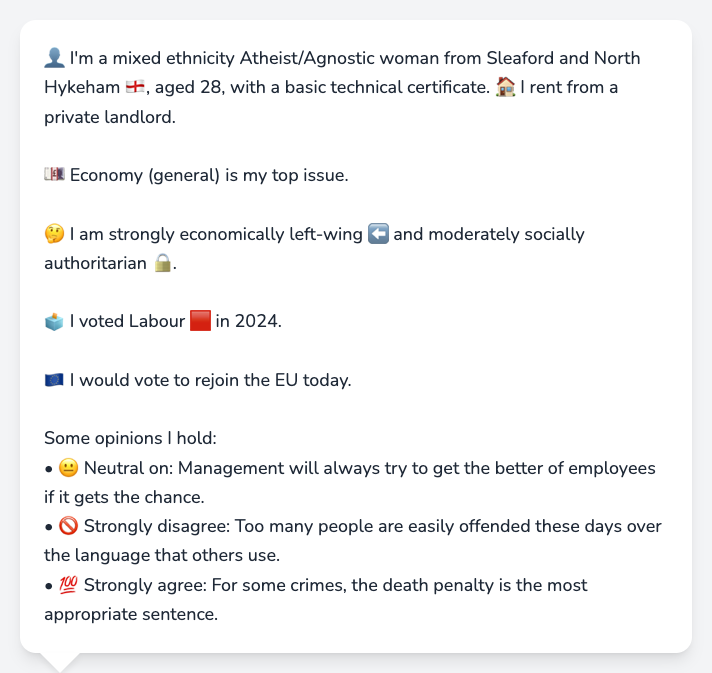 👤 I'm a mixed ethnicity Atheist/Agnostic woman from Sleaford and North
Hykeham 🏴󠁧󠁢󠁥󠁮󠁧󠁿, aged 28, with a basic technical certificate. 🏠 I rent from a
private landlord.
💷 Economy (general) is my top issue.
🤔 I am strongly economically left-wing ⬅️ and moderately socially
authoritarian 🔒.
🗳️ I voted Labour 🟥 in 2024.
🇪🇺 I would vote to rejoin the EU today.
Some opinions I hold:
• 😐 Neutral on: Management will always try to get the better of employees
if it gets the chance.
• 🚫 Strongly disagree: Too many people are easily offended these days over
the language that others use.
• 💯 Strongly agree: For some crimes, the death penalty is the most
appropriate sentence.